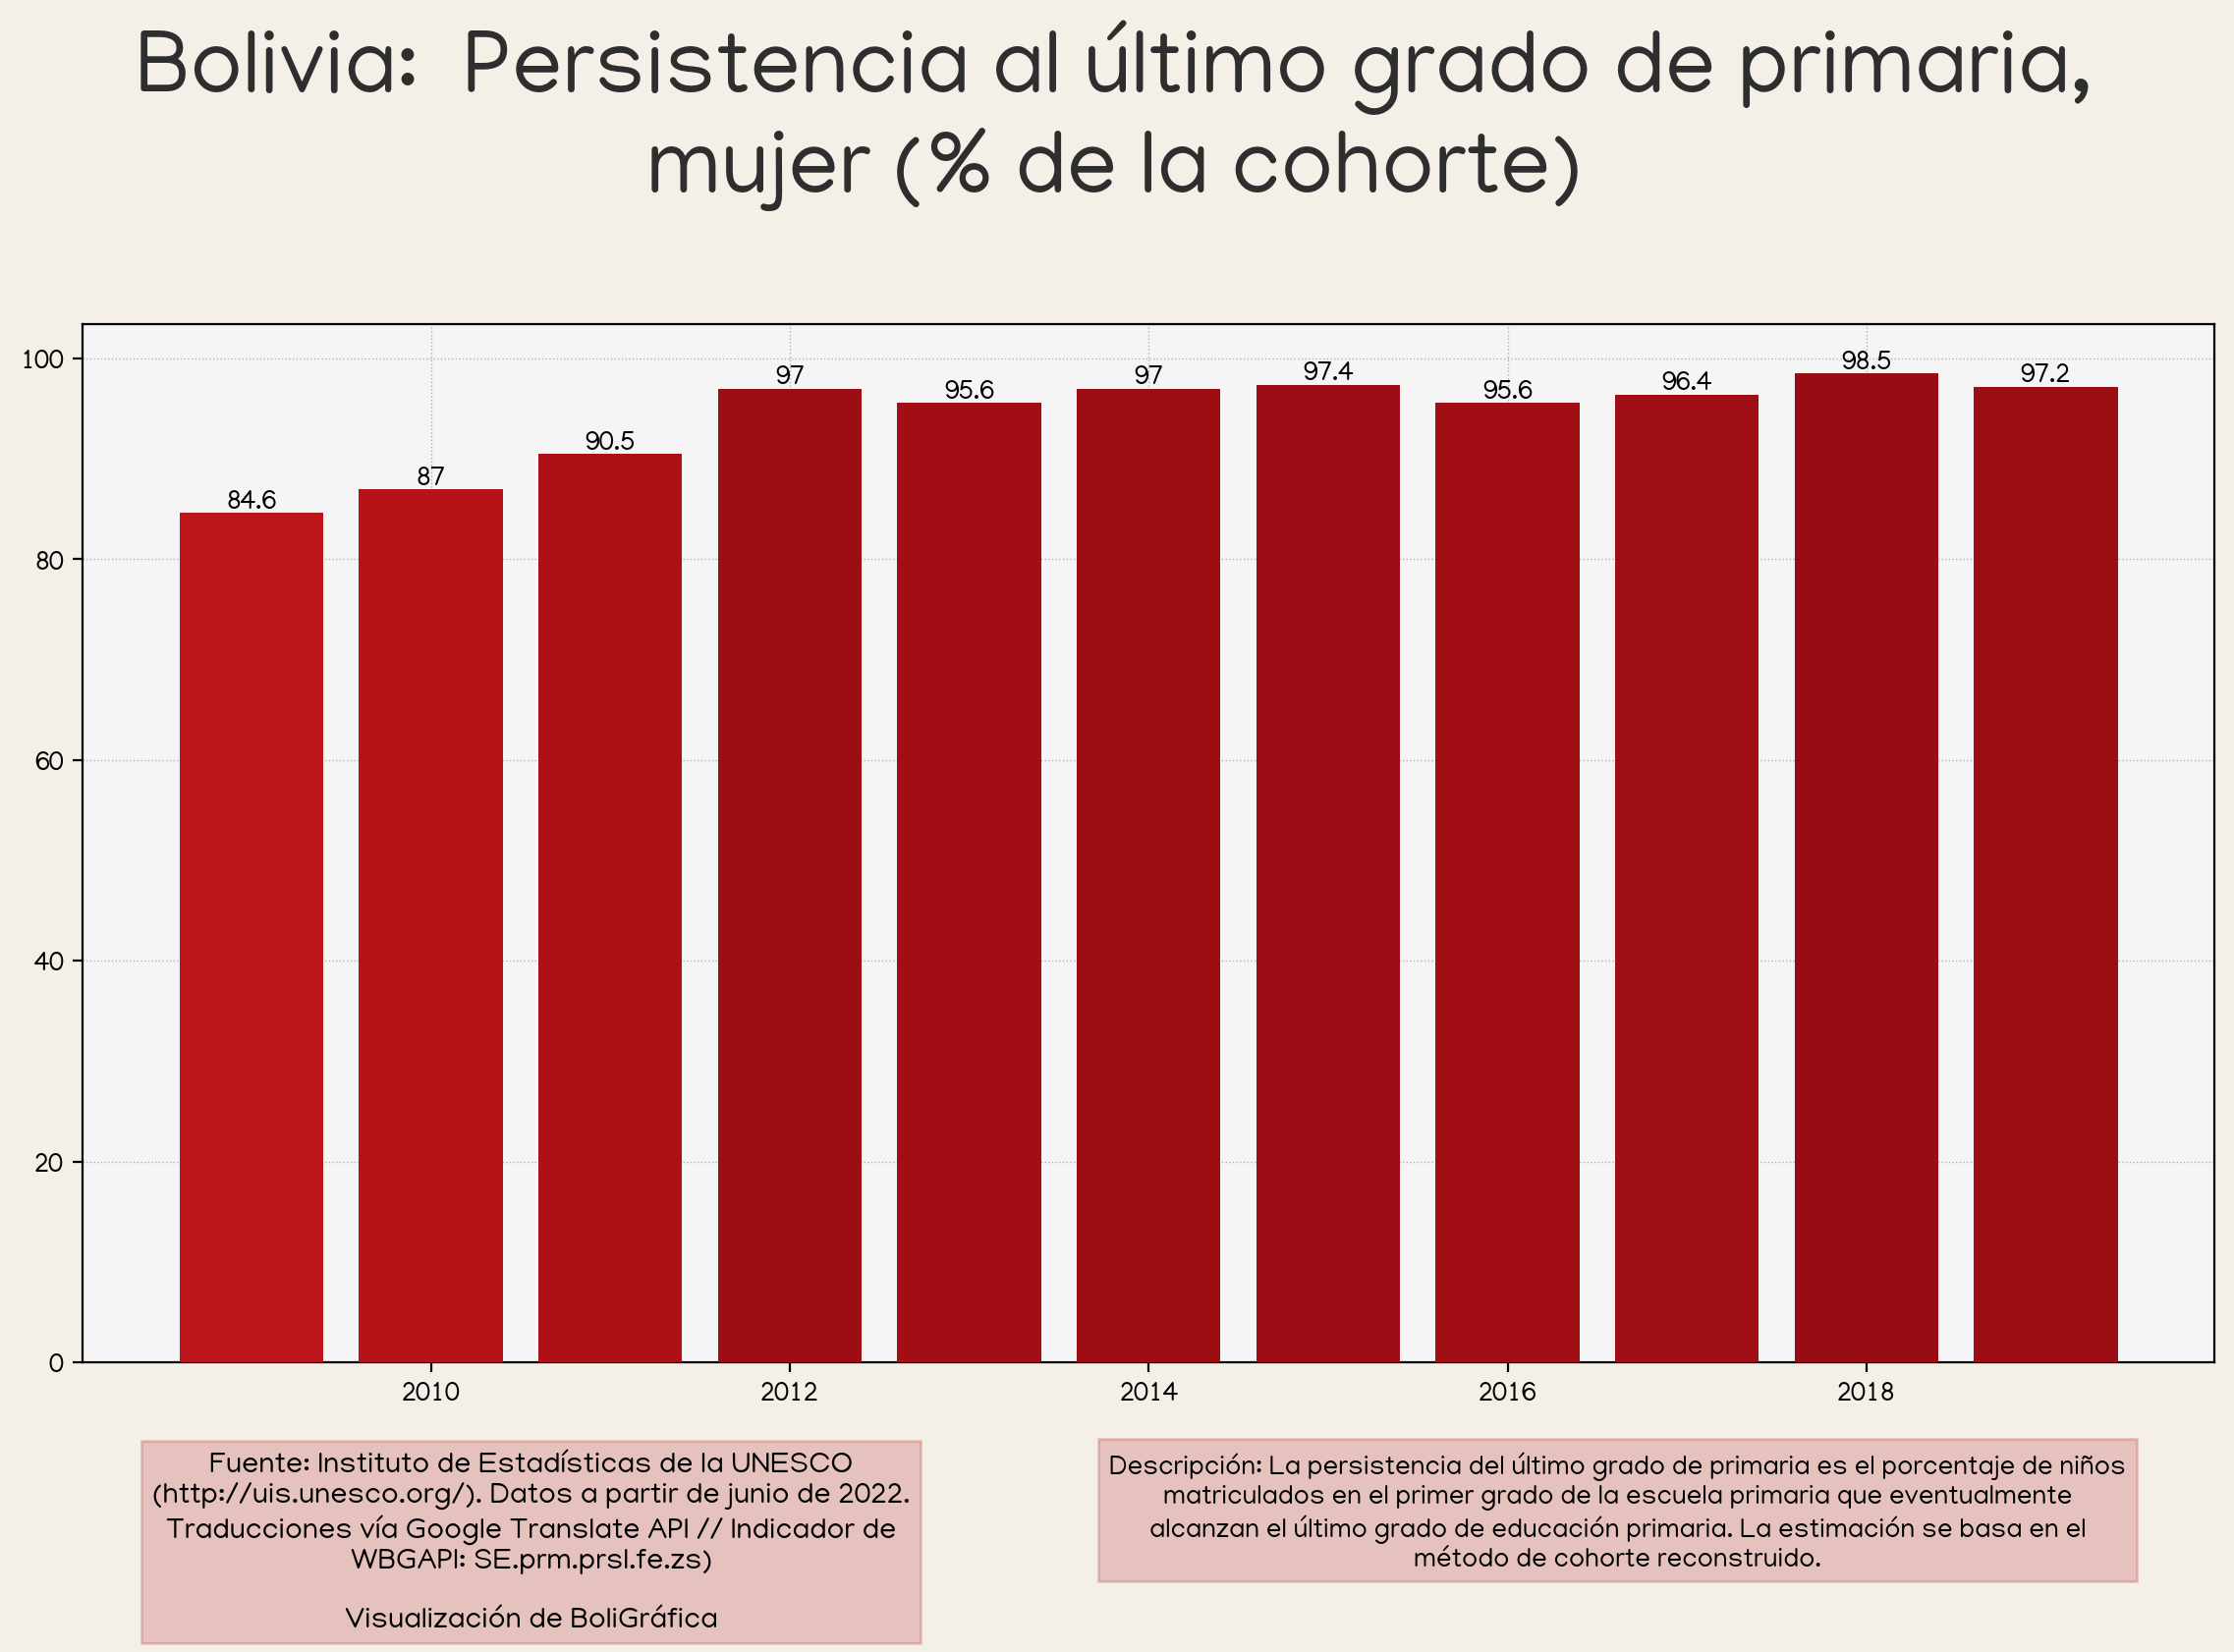 Bolivia:  Persistencia al último grado de primaria,
mujer (% de la cohorte)
100
80
60
40
20
0
84.6
87
90.5
97
95.6
97
97.4
95.6
96.4
98.5
97.2
2010
2012
2014
2016
2018
Fuente: Instituto de Estadísticas de la UNESCO
(http://uis.unesco.org/). Datos a partir de junio de 2022.
Traducciones vía Google Translate API // Indicador de
WBGAPI: SE.prm.prsl.fe.zs)
Visualización de BoliGráfica
Descripción: La persistencia del último grado de primaria es el porcentaje de niños
matriculados en el primer grado de la escuela primaria que eventualmente
alcanzan el último grado de educación primaria. La estimación se basa en el
método de cohorte reconstruido.